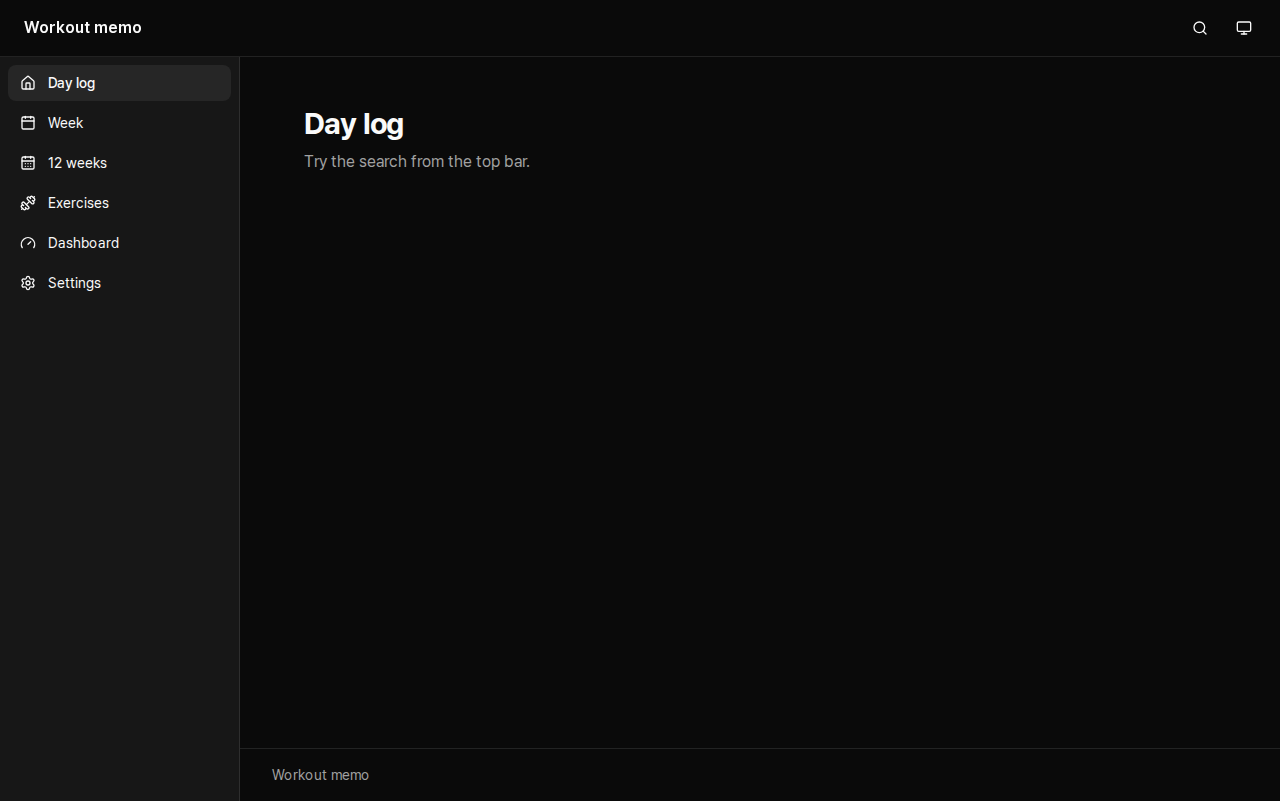 Workout memo
Day log
Week
12 weeks
Exercises
Dashboard
Settings
Day log
Try the search from the top bar.
Workout memo